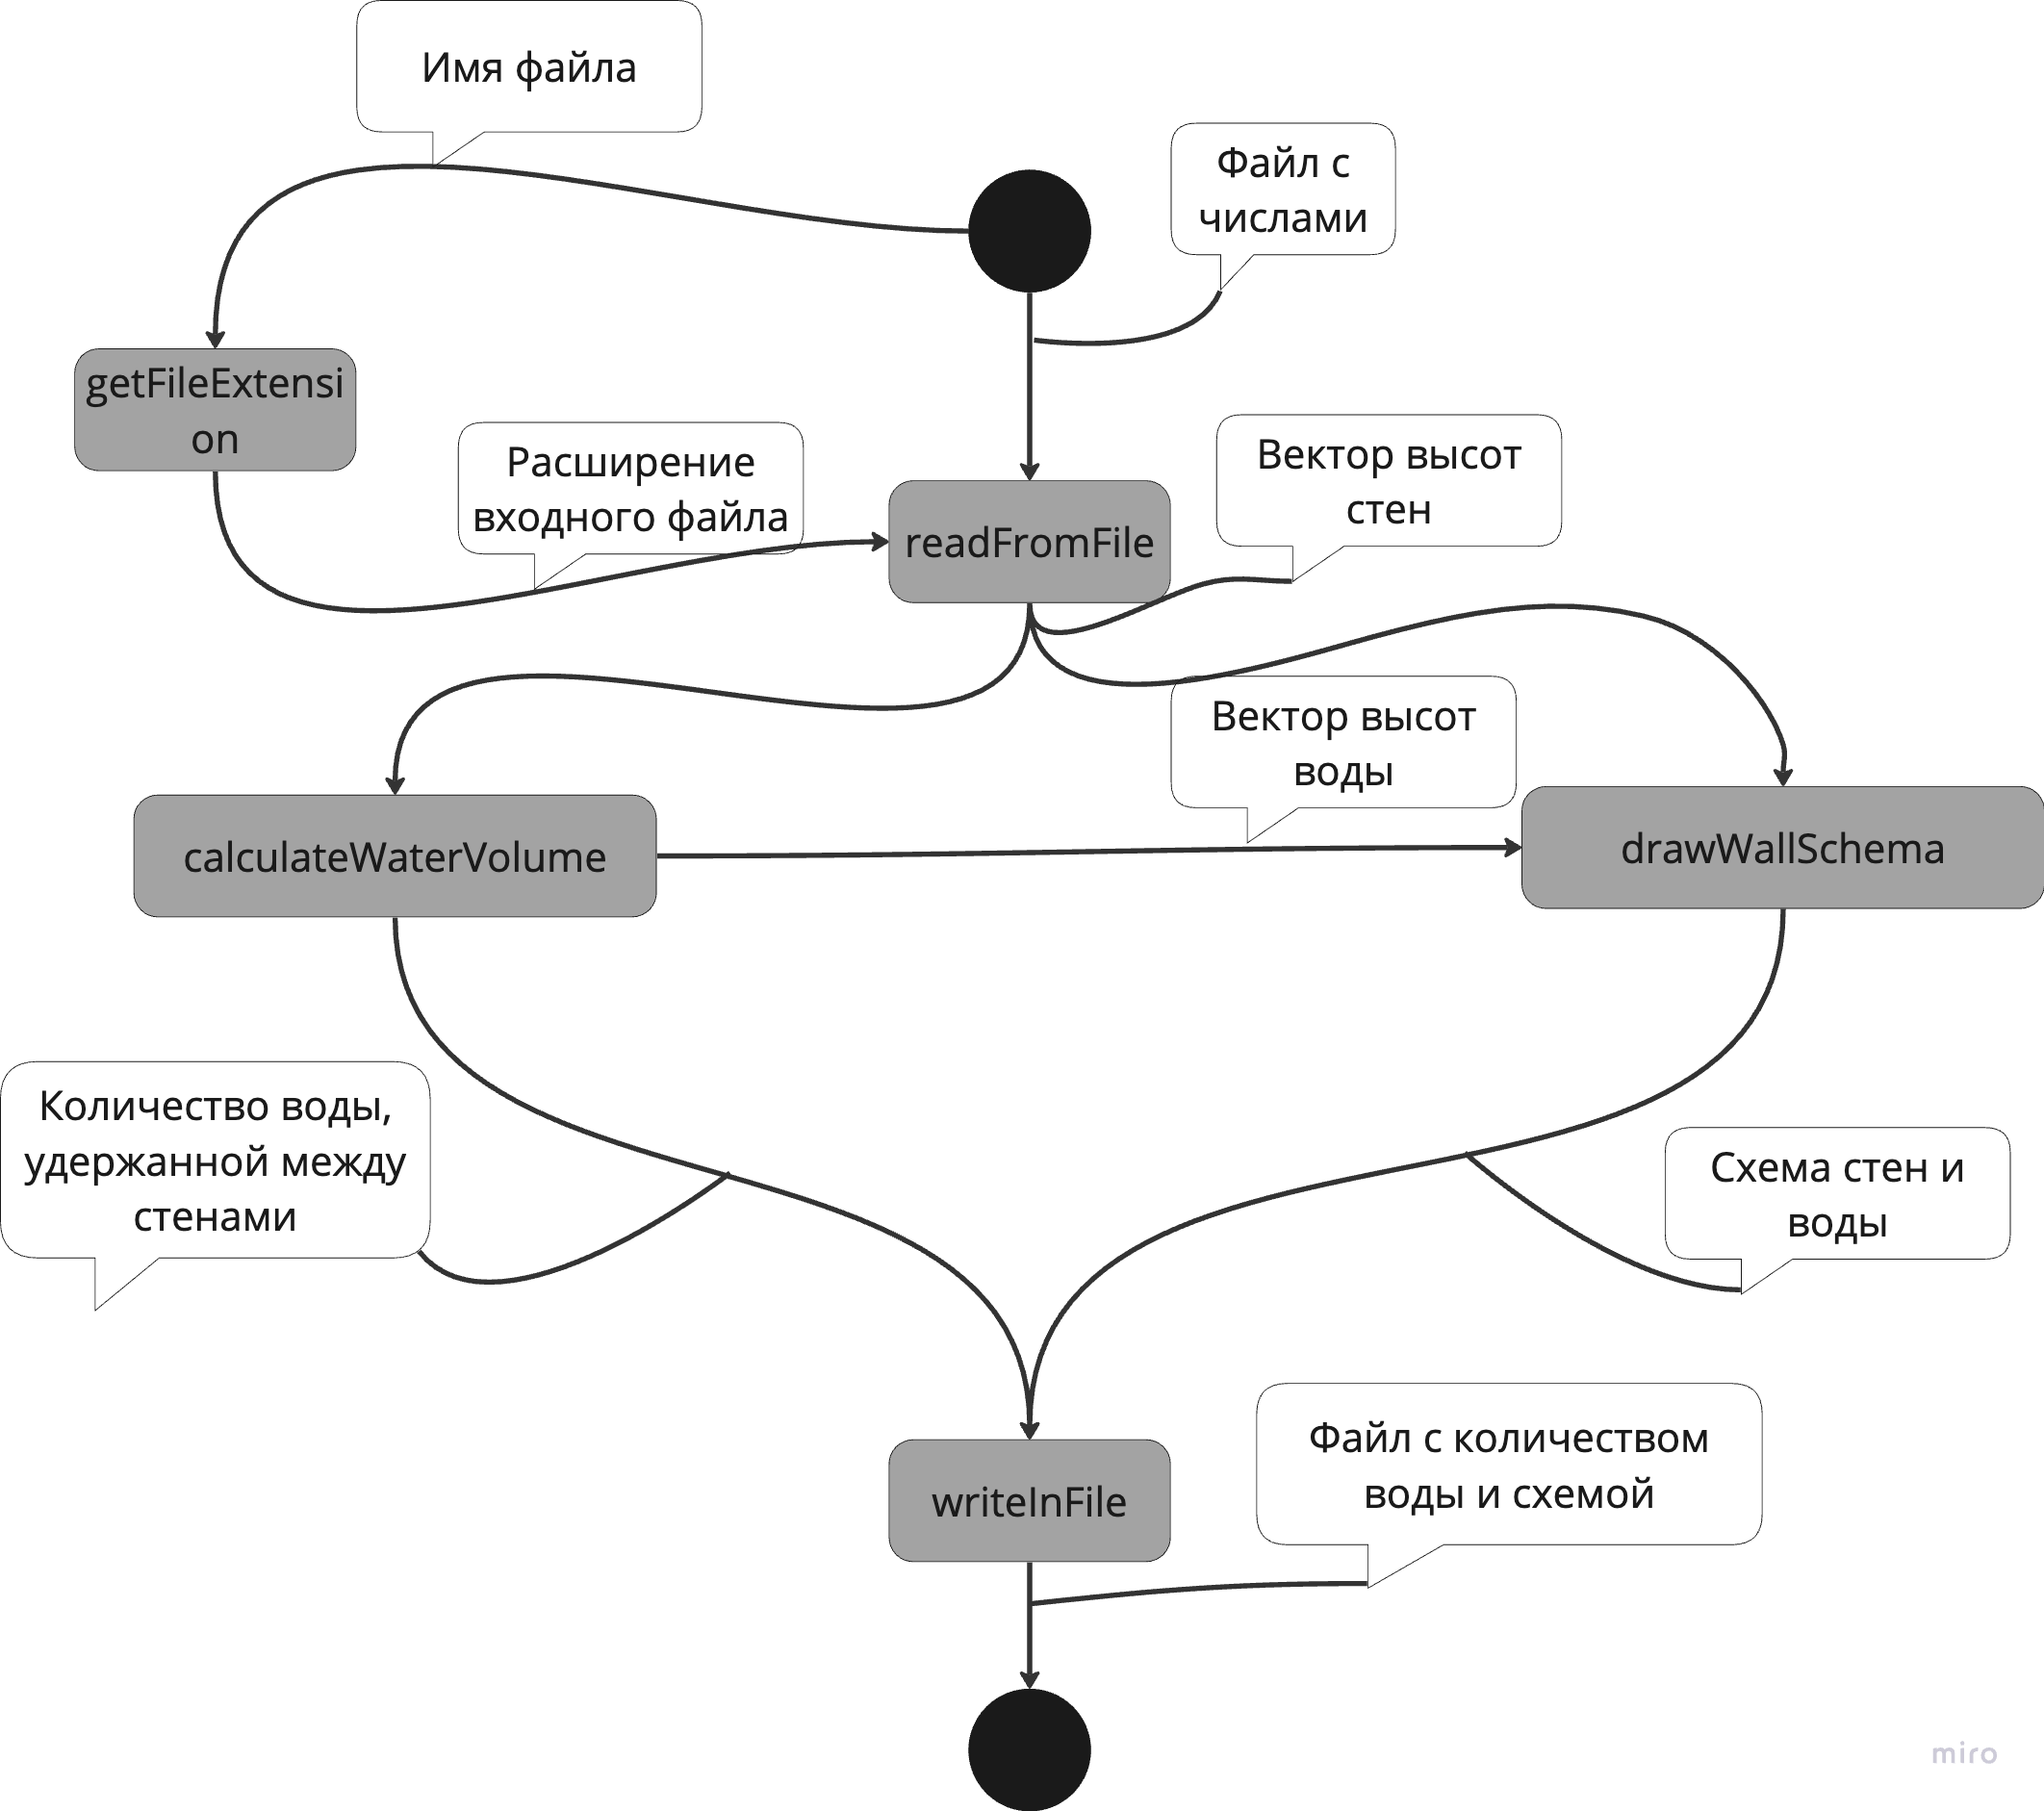 Имя файла
Файл с
числами
getFileExtensi
on
Расширение
входного файла
readFromFile
Вектор высот
стен
Вектор высот
воды
calculateWaterVolume
drawWallSchema
Количество воды,
удержанной между
стенами
Схема стен и
воды
Файл с количеством
воды и схемой
writeInFile
miro